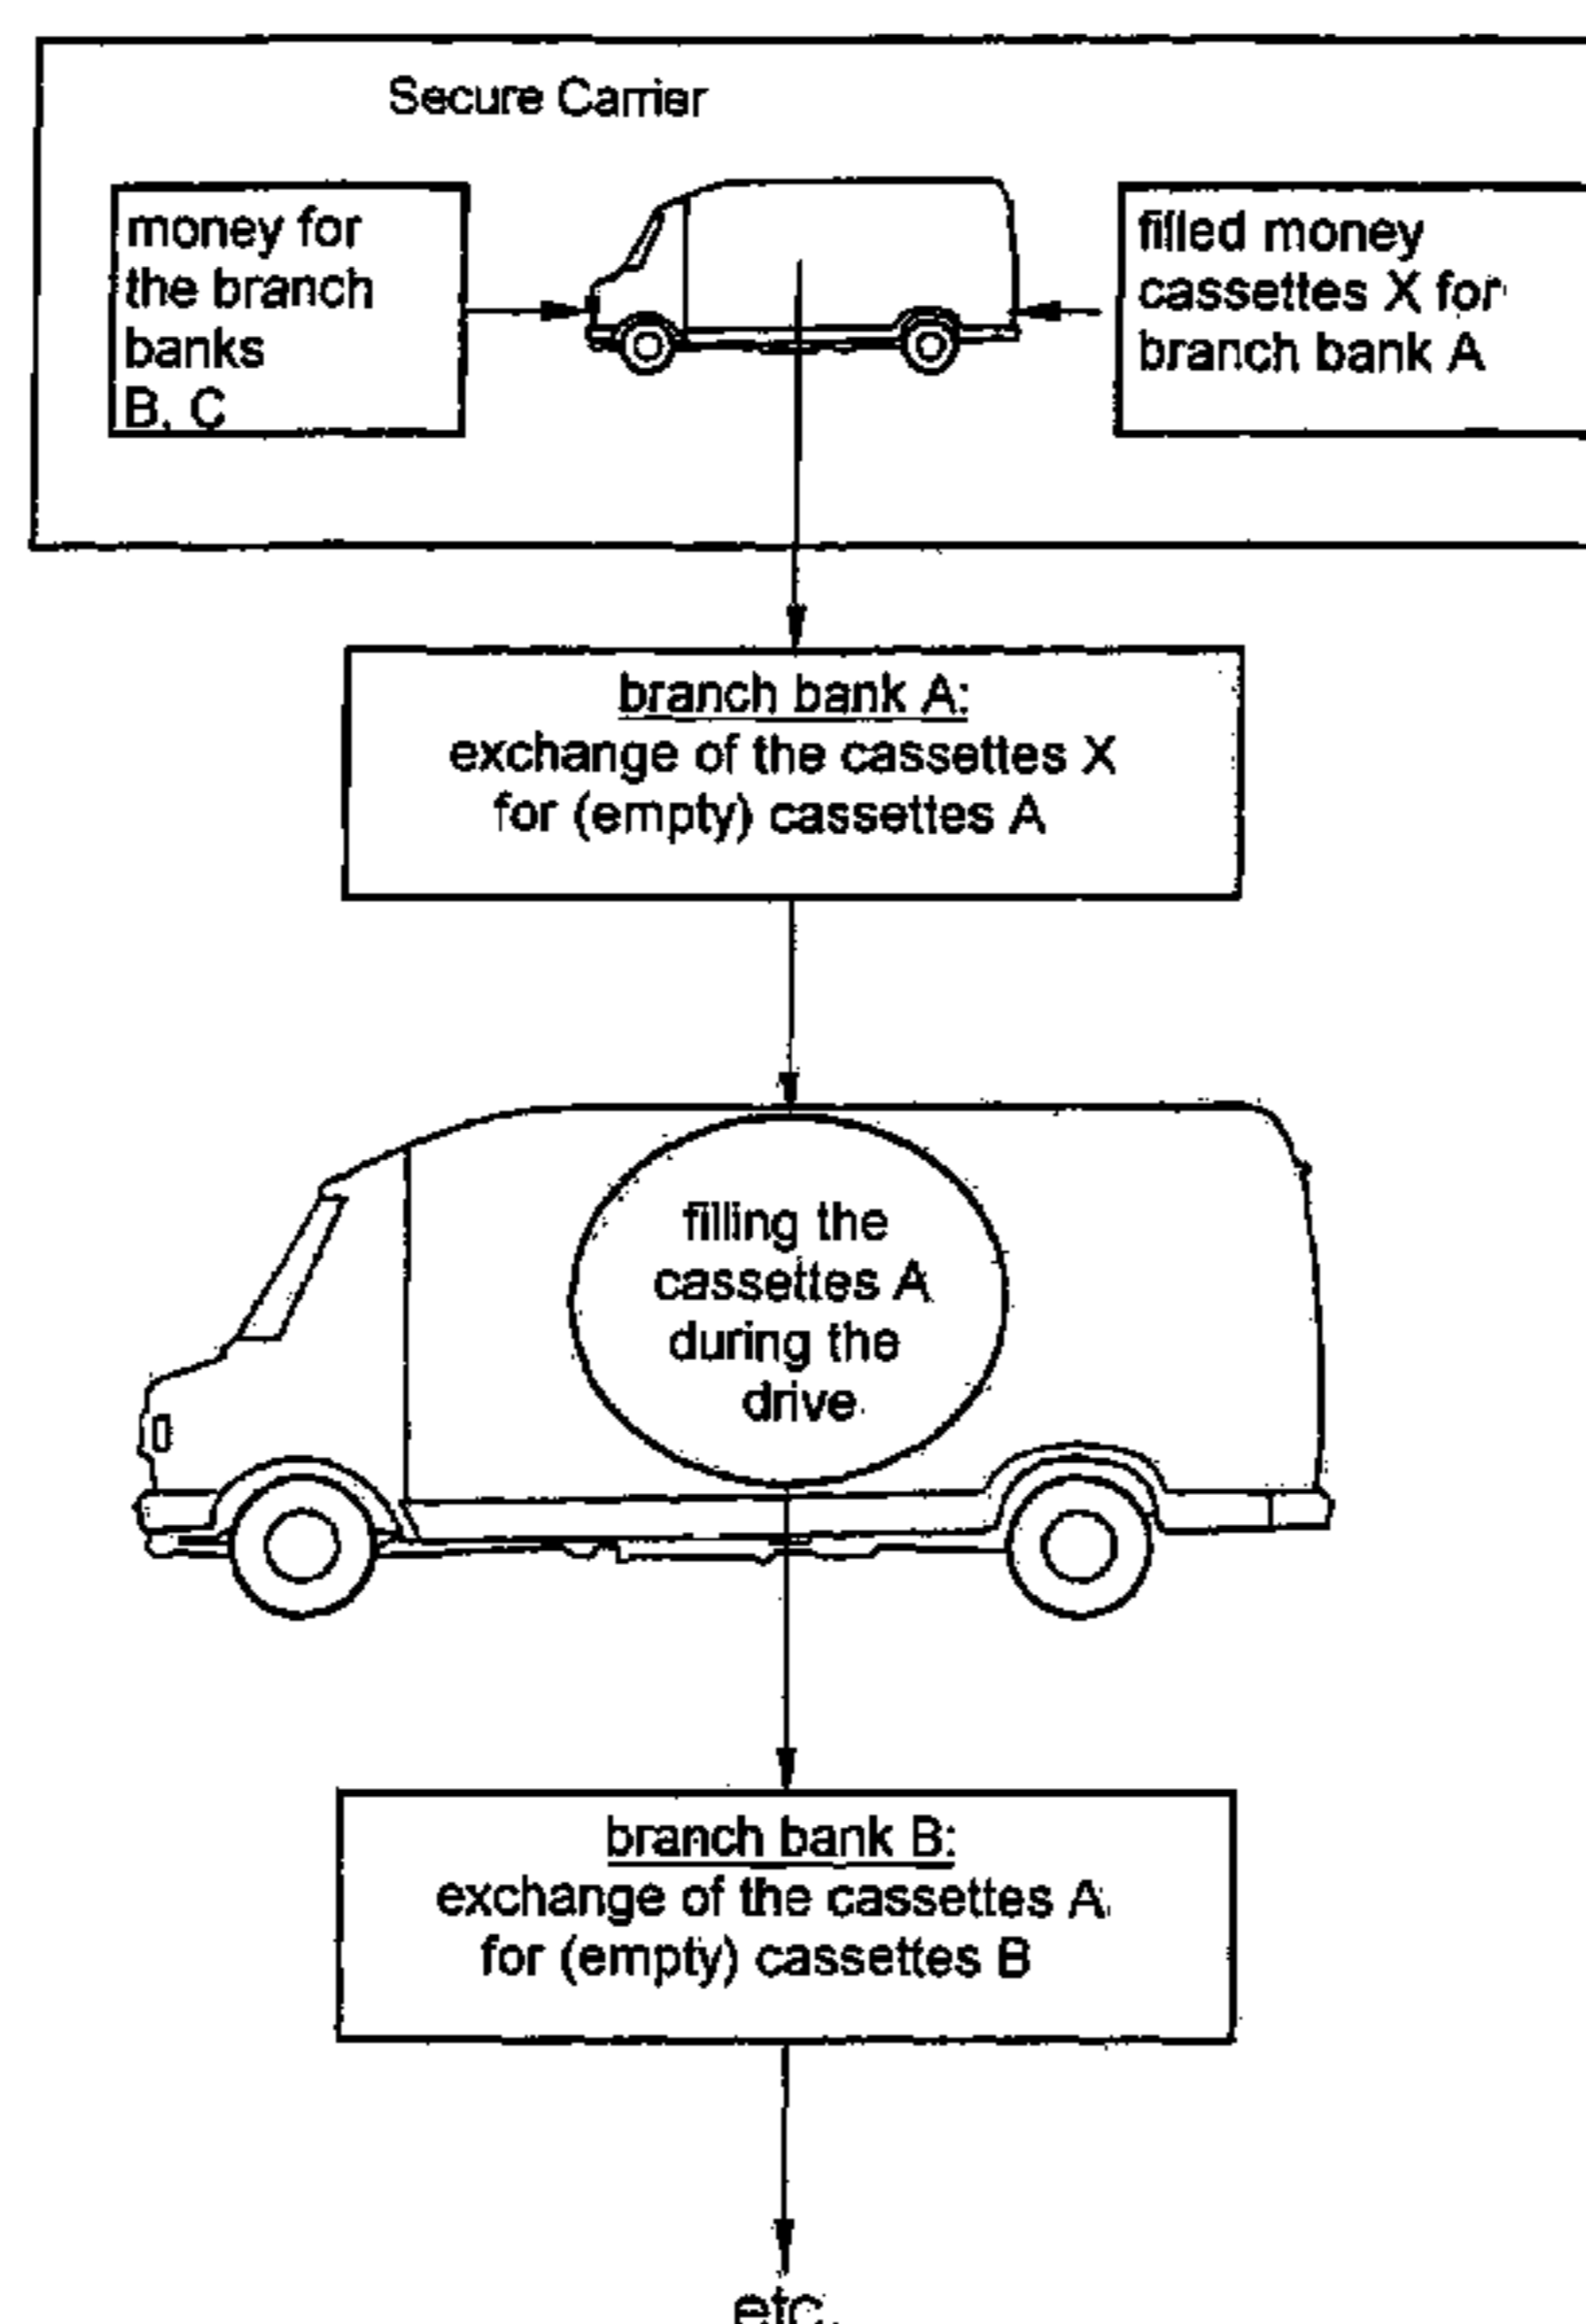 Secure Carrier
money for
the branch
banks
B, C
filled money
cassettes X for
branch bank A
branch bank A:
exchange of the cassettes X
for (empty) cassettes A
filling the
cassettes A
during the
drive
branch bank B:
exchange of the cassettes A
for (empty) cassettes B
etc.